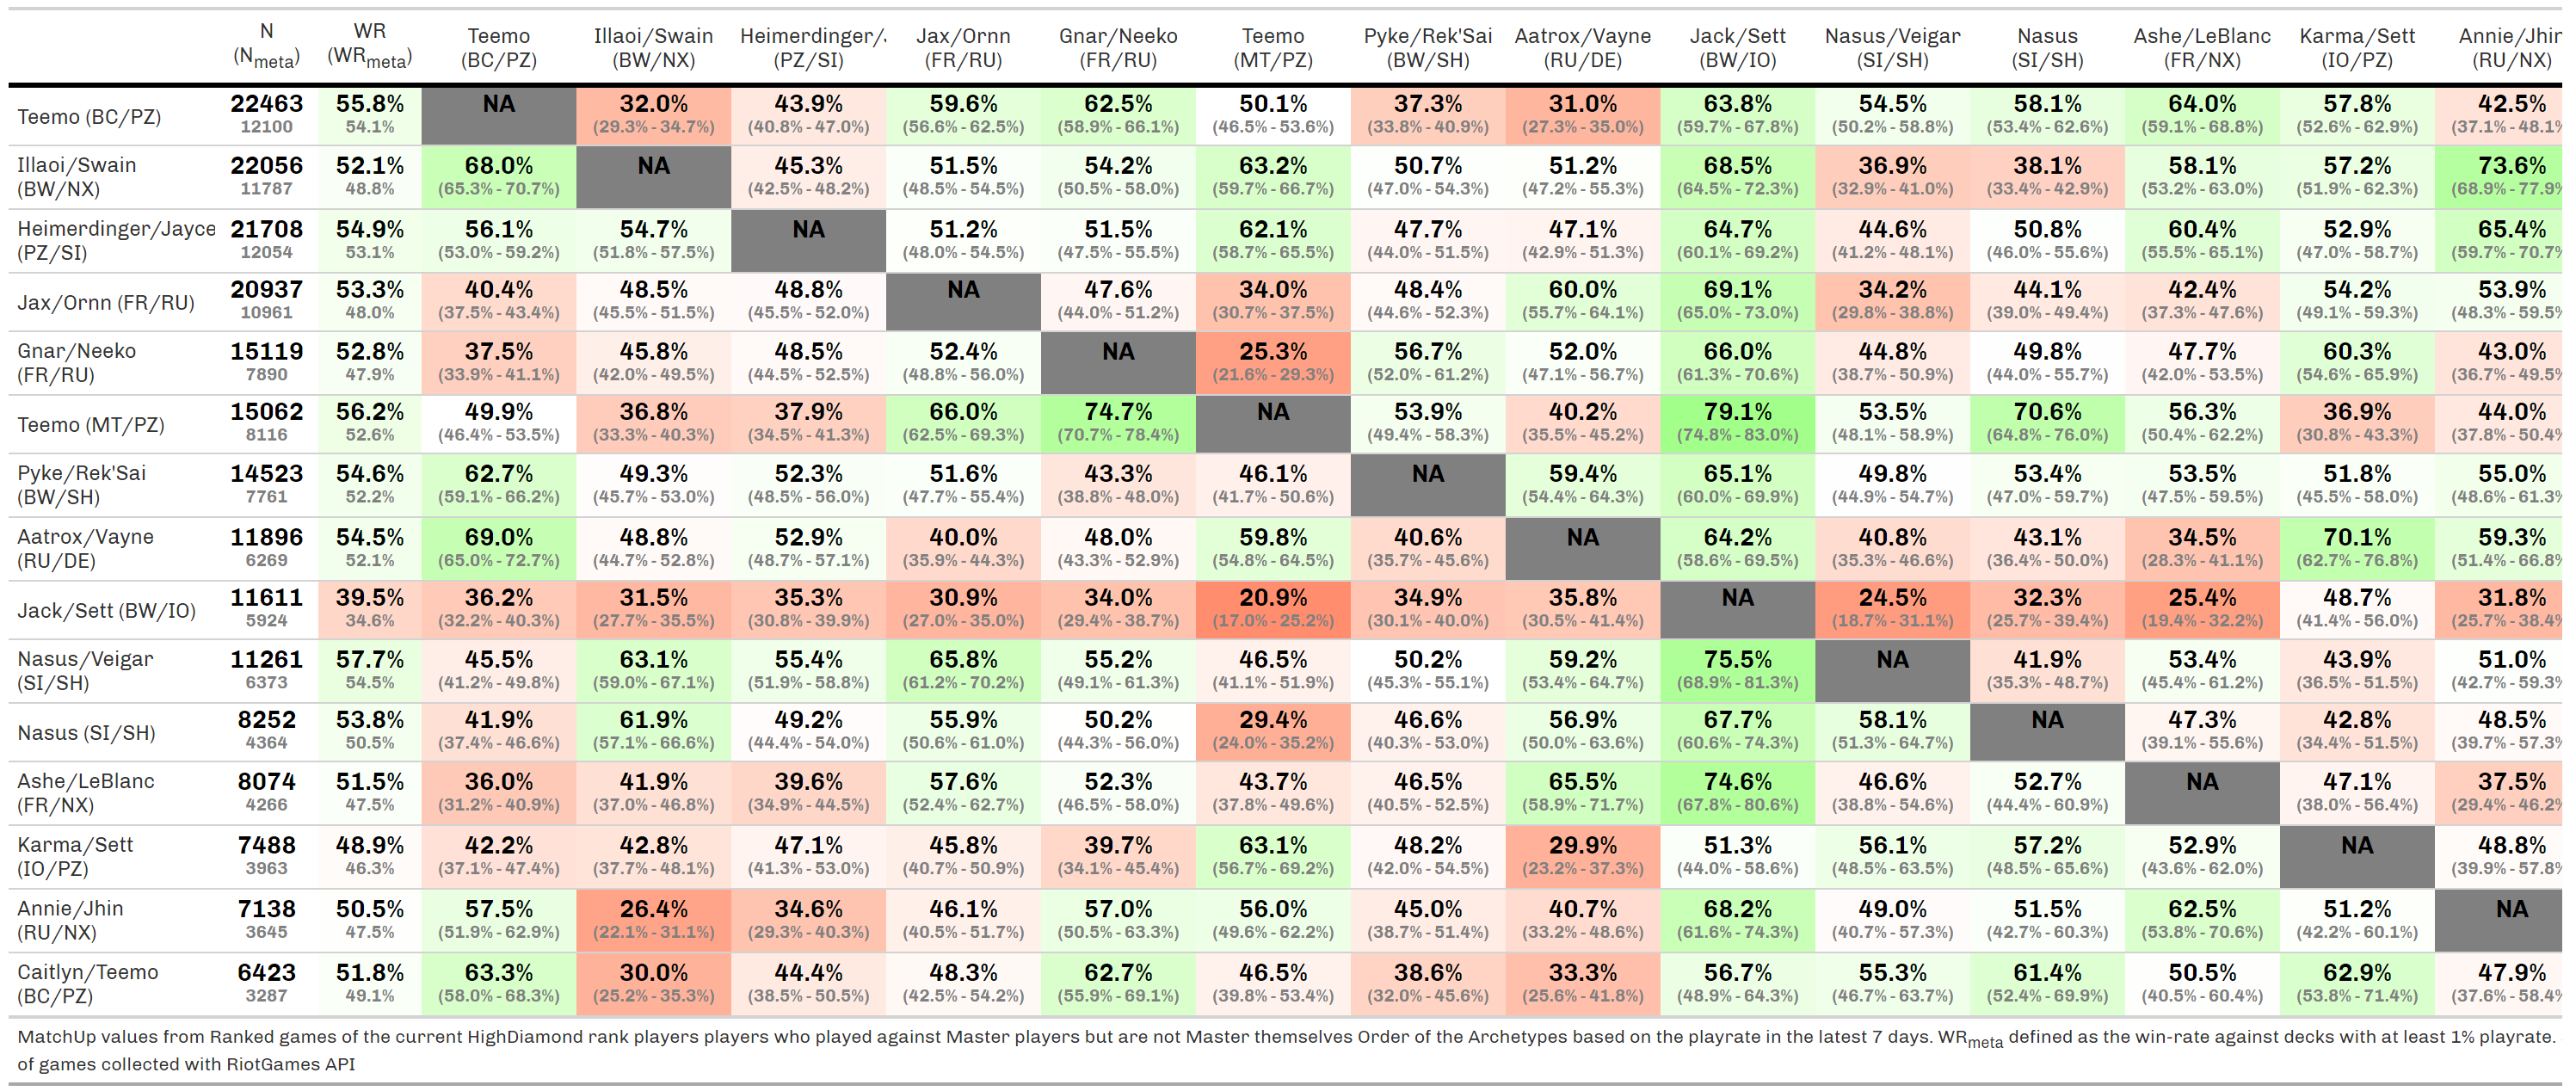 N (N_meta) WR (WR_meta) Teemo (BC/PZ) Illaoi/Swain (BW/NX) Heimerdinger/ (PZ/SI) Jax/Ornn (FR/RU) Gnar/Neeko (FR/RU) Teemo (MT/PZ) Pyke/Rek'Sai (BW/SH) Aatrox/Vayne (RU/DE) Jack/Sett (BW/IO) Nasus/Veigar (SI/SH) Nasus (SI/SH) Ashe/LeBlanc (FR/NX) Karma/Sett (IO/PZ) Annie/Jhin (RU/NX)
Teemo (BC/PZ) 22463 55.8% NA 32.0% 43.9% 59.6% 62.5% 50.1% 37.3% 31.0% 63.8% 54.5% 58.1% 64.0% 57.8% 42.5%
12100 54.1% (29.3% - 34.7%) (40.8% - 47.0%) (56.6% - 62.5%) (58.9% - 66.1%) (46.5% - 53.6%) (33.8% - 40.9%) (27.3% - 35.0%) (59.7% - 67.8%) (50.2% - 58.8%) (53.4% - 62.6%) (59.1% - 68.8%) (52.6% - 62.9%) (37.1% - 48.1%
Illaoi/Swain 22056 52.1% 68.0% NA 45.3% 51.5% 54.2% 63.2% 50.7% 51.2% 68.5% 36.9% 38.1% 58.1% 57.2% 73.6%
(BW/NX) 11787 48.8% (65.3% - 70.7%) (42.5% - 48.2%) (48.5% - 54.5%) (50.5% - 58.0%) (59.7% - 66.7%) (47.0% - 54.3%) (47.2% - 55.3%) (64.5% - 72.3%) (32.9% - 41.0%) (33.4% - 42.9%) (53.2% - 63.0%) (51.9% - 62.3%) (68.9% - 77.9%
Heimerdinger/Jayce 21708 54.9% 56.1% 54.7% NA 51.2% 51.5% 62.1% 47.7% 47.1% 64.7% 44.6% 50.8% 60.4% 52.9% 65.4%
(PZ/SI) 12054 53.1% (53.0% - 59.2%) (51.8% - 57.5%) (48.0% - 54.5%) (47.5% - 55.5%) (58.7% - 65.5%) (44.0% - 51.5%) (42.9% - 51.3%) (60.1% - 69.2%) (41.2% - 48.1%) (46.0% - 55.6%) (55.5% - 65.1%) (47.0% - 58.7%) (59.7% - 70.7%
Jax/Ornn (FR/RU) 20937 53.3% 40.4% 48.5% 48.8% NA 47.6% 34.0% 48.4% 60.0% 69.1% 34.2% 44.1% 42.4% 54.2% 53.9%
10961 48.0% (37.5% - 43.4%) (45.5% - 51.5%) (45.5% - 52.0%) (44.0% - 51.2%) (30.7% - 37.5%) (44.6% - 52.3%) (55.7% - 64.1%) (65.0% - 73.0%) (29.8% - 38.8%) (39.0% - 49.4%) (37.3% - 47.6%) (49.1% - 59.3%) (48.3% - 59.5%
Gnar/Neeko 15119 52.8% 37.5% 45.8% 48.5% 52.4% NA 25.3% 56.7% 52.0% 66.0% 44.8% 49.8% 47.7% 60.3% 43.0%
(FR/RU) 7890 47.9% (33.9% - 41.1%) (42.0% - 49.5%) (44.5% - 52.5%) (48.8% - 56.0%) (21.6% - 29.3%) (52.0% - 61.2%) (47.1% - 56.7%) (61.3% - 70.6%) (38.7% - 50.9%) (44.0% - 55.7%) (42.0% - 53.5%) (54.6% - 65.9%) (36.7% - 49.5%
Teemo (MT/PZ) 15062 56.2% 49.9% 36.8% 37.9% 66.0% 74.7% NA 53.9% 40.2% 79.1% 53.5% 70.6% 56.3% 36.9% 44.0%
8116 52.6% (46.4% - 53.5%) (33.3% - 40.3%) (34.5% - 41.3%) (62.5% - 69.3%) (70.7% - 78.4%) (49.4% - 58.3%) (35.5% - 45.2%) (74.8% - 83.0%) (48.1% - 58.9%) (64.8% - 76.0%) (50.4% - 62.2%) (30.8% - 43.3%) (37.8% - 50.4%
Pyke/Rek'Sai 14523 54.6% 62.7% 49.3% 52.3% 51.6% 43.3% 46.1% NA 59.4% 65.1% 49.8% 53.4% 53.5% 51.8% 55.0%
(BW/SH) 7761 52.2% (59.1% - 66.2%) (45.7% - 53.0%) (48.5% - 56.0%) (47.7% - 55.4%) (38.8% - 48.0%) (41.7% - 50.6%) (54.4% - 64.3%) (60.0% - 69.9%) (44.9% - 54.7%) (47.0% - 59.7%) (47.5% - 59.5%) (45.5% - 58.0%) (48.6% - 61.3%
Aatrox/Vayne 11896 54.5% 69.0% 48.8% 52.9% 40.0% 48.0% 59.8% 40.6% NA 64.2% 40.8% 43.1% 34.5% 70.1% 59.3%
(RU/DE) 6269 52.1% (65.0% - 72.7%) (44.7% - 52.8%) (48.7% - 57.1%) (35.9% - 44.3%) (43.3% - 52.9%) (54.8% - 64.5%) (35.7% - 45.6%) (58.6% - 69.5%) (35.3% - 46.6%) (36.4% - 50.0%) (28.3% - 41.1%) (62.7% - 76.8%) (51.4% - 66.8%
Jack/Sett (BW/IO) 11611 39.5% 36.2% 31.5% 35.3% 30.9% 34.0% 20.9% 34.9% 35.8% NA 24.5% 32.3% 25.4% 48.7% 31.8%
5924 34.6% (32.2% - 40.3%) (27.7% - 35.5%) (30.8% - 39.9%) (27.0% - 35.0%) (29.4% - 38.7%) (17.0% - 25.2%) (30.1% - 40.0%) (30.5% - 41.4%) (18.7% - 31.1%) (25.7% - 39.4%) (19.4% - 32.2%) (41.4% - 56.0%) (25.7% - 38.4%
Nasus/Veigar 11261 57.7% 45.5% 63.1% 55.4% 65.8% 55.2% 46.5% 50.2% 59.2% 75.5% NA 41.9% 53.4% 43.9% 51.0%
(SI/SH) 6373 54.5% (41.2% - 49.8%) (59.0% - 67.1%) (51.9% - 58.8%) (61.2% - 70.2%) (49.1% - 61.3%) (41.1% - 51.9%) (45.3% - 55.1%) (53.4% - 64.7%) (68.9% - 81.3%) (35.3% - 48.7%) (45.4% - 61.2%) (36.5% - 51.5%) (42.7% - 59.3%
Nasus (SI/SH) 8252 53.8% 41.9% 61.9% 49.2% 55.9% 50.2% 29.4% 46.6% 56.9% 67.7% 58.1% NA 47.3% 42.8% 48.5%
4364 50.5% (37.4% - 46.6%) (57.1% - 66.6%) (44.4% - 54.0%) (50.6% - 61.0%) (44.3% - 56.0%) (24.0% - 35.2%) (40.3% - 53.0%) (50.0% - 63.6%) (60.6% - 74.3%) (51.3% - 64.7%) (39.1% - 55.6%) (34.4% - 51.5%) (39.7% - 57.3%
Ashe/LeBlanc 8074 51.5% 36.0% 41.9% 39.6% 57.6% 52.3% 43.7% 46.5% 65.5% 74.6% 46.6% 52.7% NA 47.1% 37.5%
(FR/NX) 4266 47.5% (31.2% - 40.9%) (37.0% - 46.8%) (34.9% - 44.5%) (52.4% - 62.7%) (46.5% - 58.0%) (37.8% - 49.6%) (40.5% - 52.5%) (58.9% - 71.7%) (67.8% - 80.6%) (38.8% - 54.6%) (44.4% - 60.9%) (38.0% - 56.4%) (29.4% - 46.2%
Karma/Sett 7488 48.9% 42.2% 42.8% 47.1% 45.8% 39.7% 63.1% 48.2% 29.9% 51.3% 56.1% 57.2% 52.9% NA 48.8%
(IO/PZ) 3963 46.3% (37.1% - 47.4%) (37.7% - 48.1%) (41.3% - 53.0%) (40.7% - 50.9%) (34.1% - 45.4%) (56.7% - 69.2%) (42.0% - 54.5%) (23.2% - 37.3%) (44.0% - 58.6%) (48.5% - 63.5%) (48.5% - 65.6%) (43.6% - 62.0%) (39.9% - 57.8%
Annie/Jhin 7138 50.5% 57.5% 26.4% 34.6% 46.1% 57.0% 56.0% 45.0% 40.7% 68.2% 49.0% 51.5% 62.5% 51.2% NA
(RU/NX) 3645 47.5% (51.9% - 62.9%) (22.1% - 31.1%) (29.3% - 40.3%) (40.5% - 51.7%) (50.5% - 63.3%) (49.6% - 62.2%) (38.7% - 51.4%) (33.2% - 48.6%) (61.6% - 74.3%) (40.7% - 57.3%) (42.7% - 60.3%) (53.8% - 70.6%) (42.2% - 60.1%)
Caitlyn/Teemo 6423 51.8% 63.3% 30.0% 44.4% 48.3% 62.7% 46.5% 38.6% 33.3% 56.7% 55.3% 61.4% 50.5% 62.9% 47.9%
(BC/PZ) 3287 49.1% (58.0% - 68.3%) (25.2% - 35.3%) (38.5% - 50.5%) (42.5% - 54.2%) (55.9% - 69.1%) (39.8% - 53.4%) (32.0% - 45.6%) (25.6% - 41.8%) (48.9% - 64.3%) (46.7% - 63.7%) (52.4% - 69.9%) (40.5% - 60.4%) (53.8% - 71.4%) (37.6% - 58.4%
MatchUp values from Ranked games of the current HighDiamond rank players players who played against Master players but are not Master themselves Order of the Archetypes based on the playrate in the latest 7 days. WR_meta defined as the win-rate against decks with at least 1% playrate.
of games collected with RiotGames API